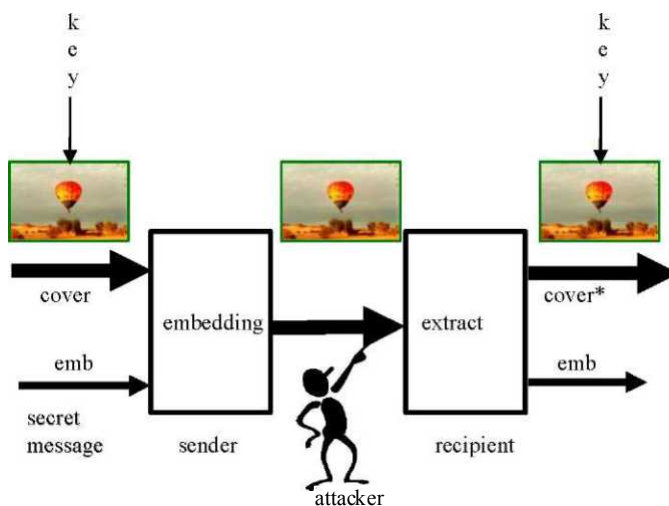 k
e
y
k
e
y
cover
embedding
extract
cover*
emb
emb
secret
message
sender
recipient
attacker